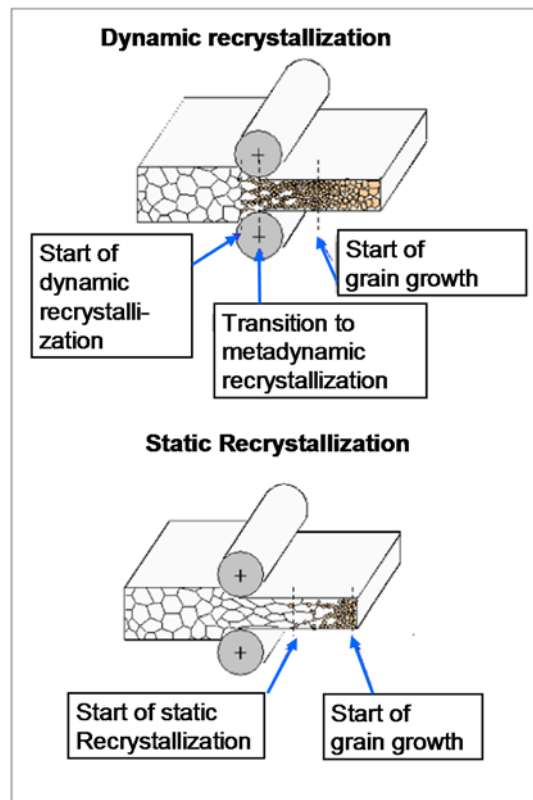 Dynamic recrystallization
Start of
dynamic
recrystalli-
zation
Transition to
metadynamic
recrystallization
Start of
grain growth
Static Recrystallization
Start of static
Recrystallization
Start of
grain growth